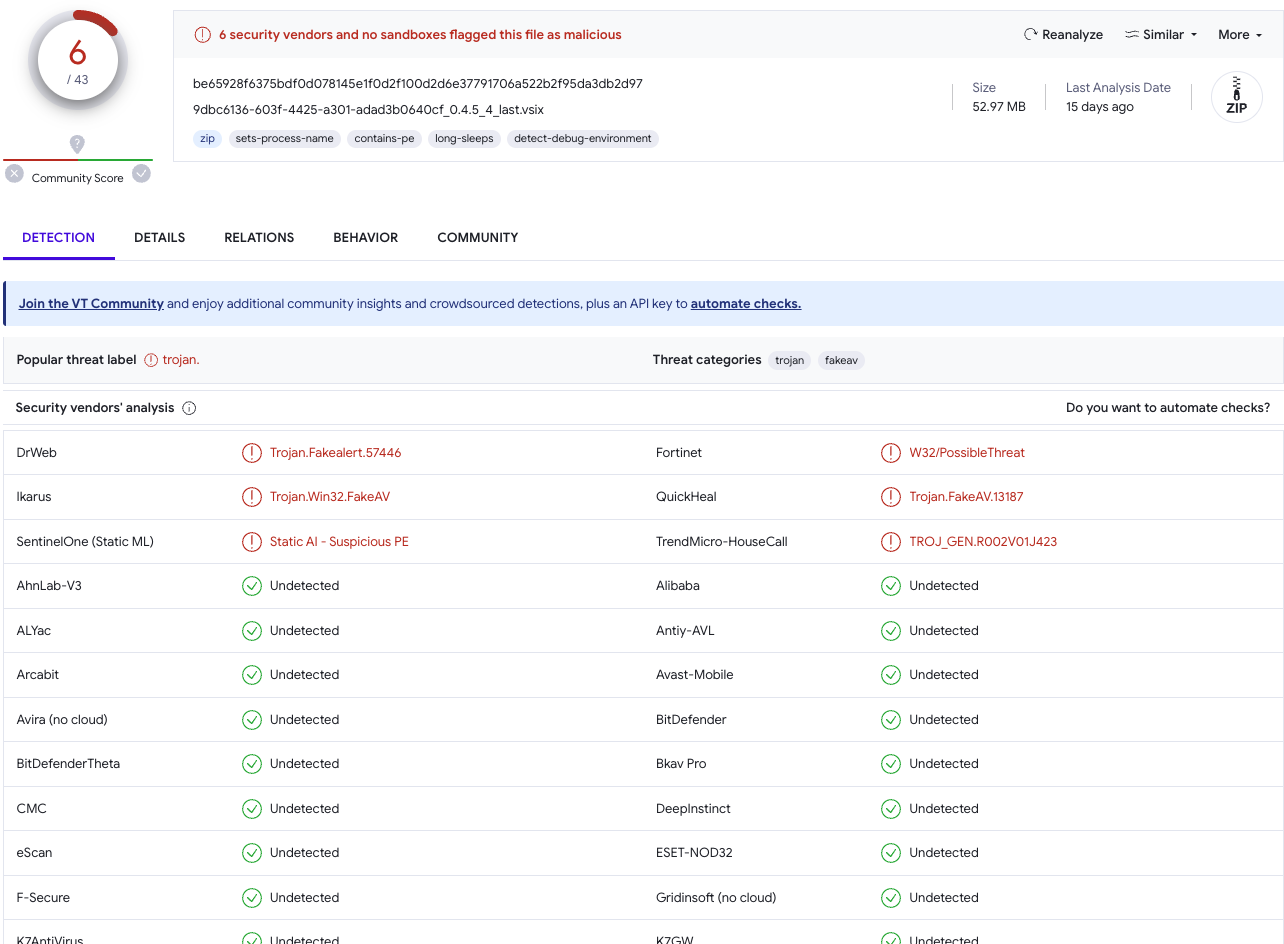 6
/ 43
Community Score
6 security vendors and no sandboxes flagged this file as malicious
Reanalyze Similar More
be65928f6375bdf0d078145e1f0d2f100d2d6e37791706a522b2f95da3db2d97
9dbc6136-603f-4425-a301-adad3b0640cf_0.4.5_4_last.vsix
zip sets-process-name contains-pe long-sleeps detect-debug-environment
Size
52.97 MB
Last Analysis Date
15 days ago
ZIP
DETECTION DETAILS RELATIONS BEHAVIOR COMMUNITY
Join the VT Community and enjoy additional community insights and crowdsourced detections, plus an API key to automate checks.
Popular threat label trojan. Threat categories trojan fakeav
Security vendors' analysis Do you want to automate checks?
DrWeb Trojan.Fakealert.57446 Fortinet W32/PossibleThreat
Ikarus Trojan.Win32.FakeAV QuickHeal Trojan.FakeAV.13187
SentinelOne (Static ML) Static AI - Suspicious PE TrendMicro-HouseCall TROJ_GEN.R002V01J423
AhnLab-V3 Undetected Alibaba Undetected
ALYac Undetected Antiy-AVL Undetected
Arcabit Undetected Avast-Mobile Undetected
Avira (no cloud) Undetected BitDefender Undetected
BitDefenderTheta Undetected Bkav Pro Undetected
CMC Undetected DeepInstinct Undetected
eScan Undetected ESET-NOD32 Undetected
F-Secure Undetected Gridinsoft (no cloud) Undetected
K7AntiVirus Undetected K7GW Undetected